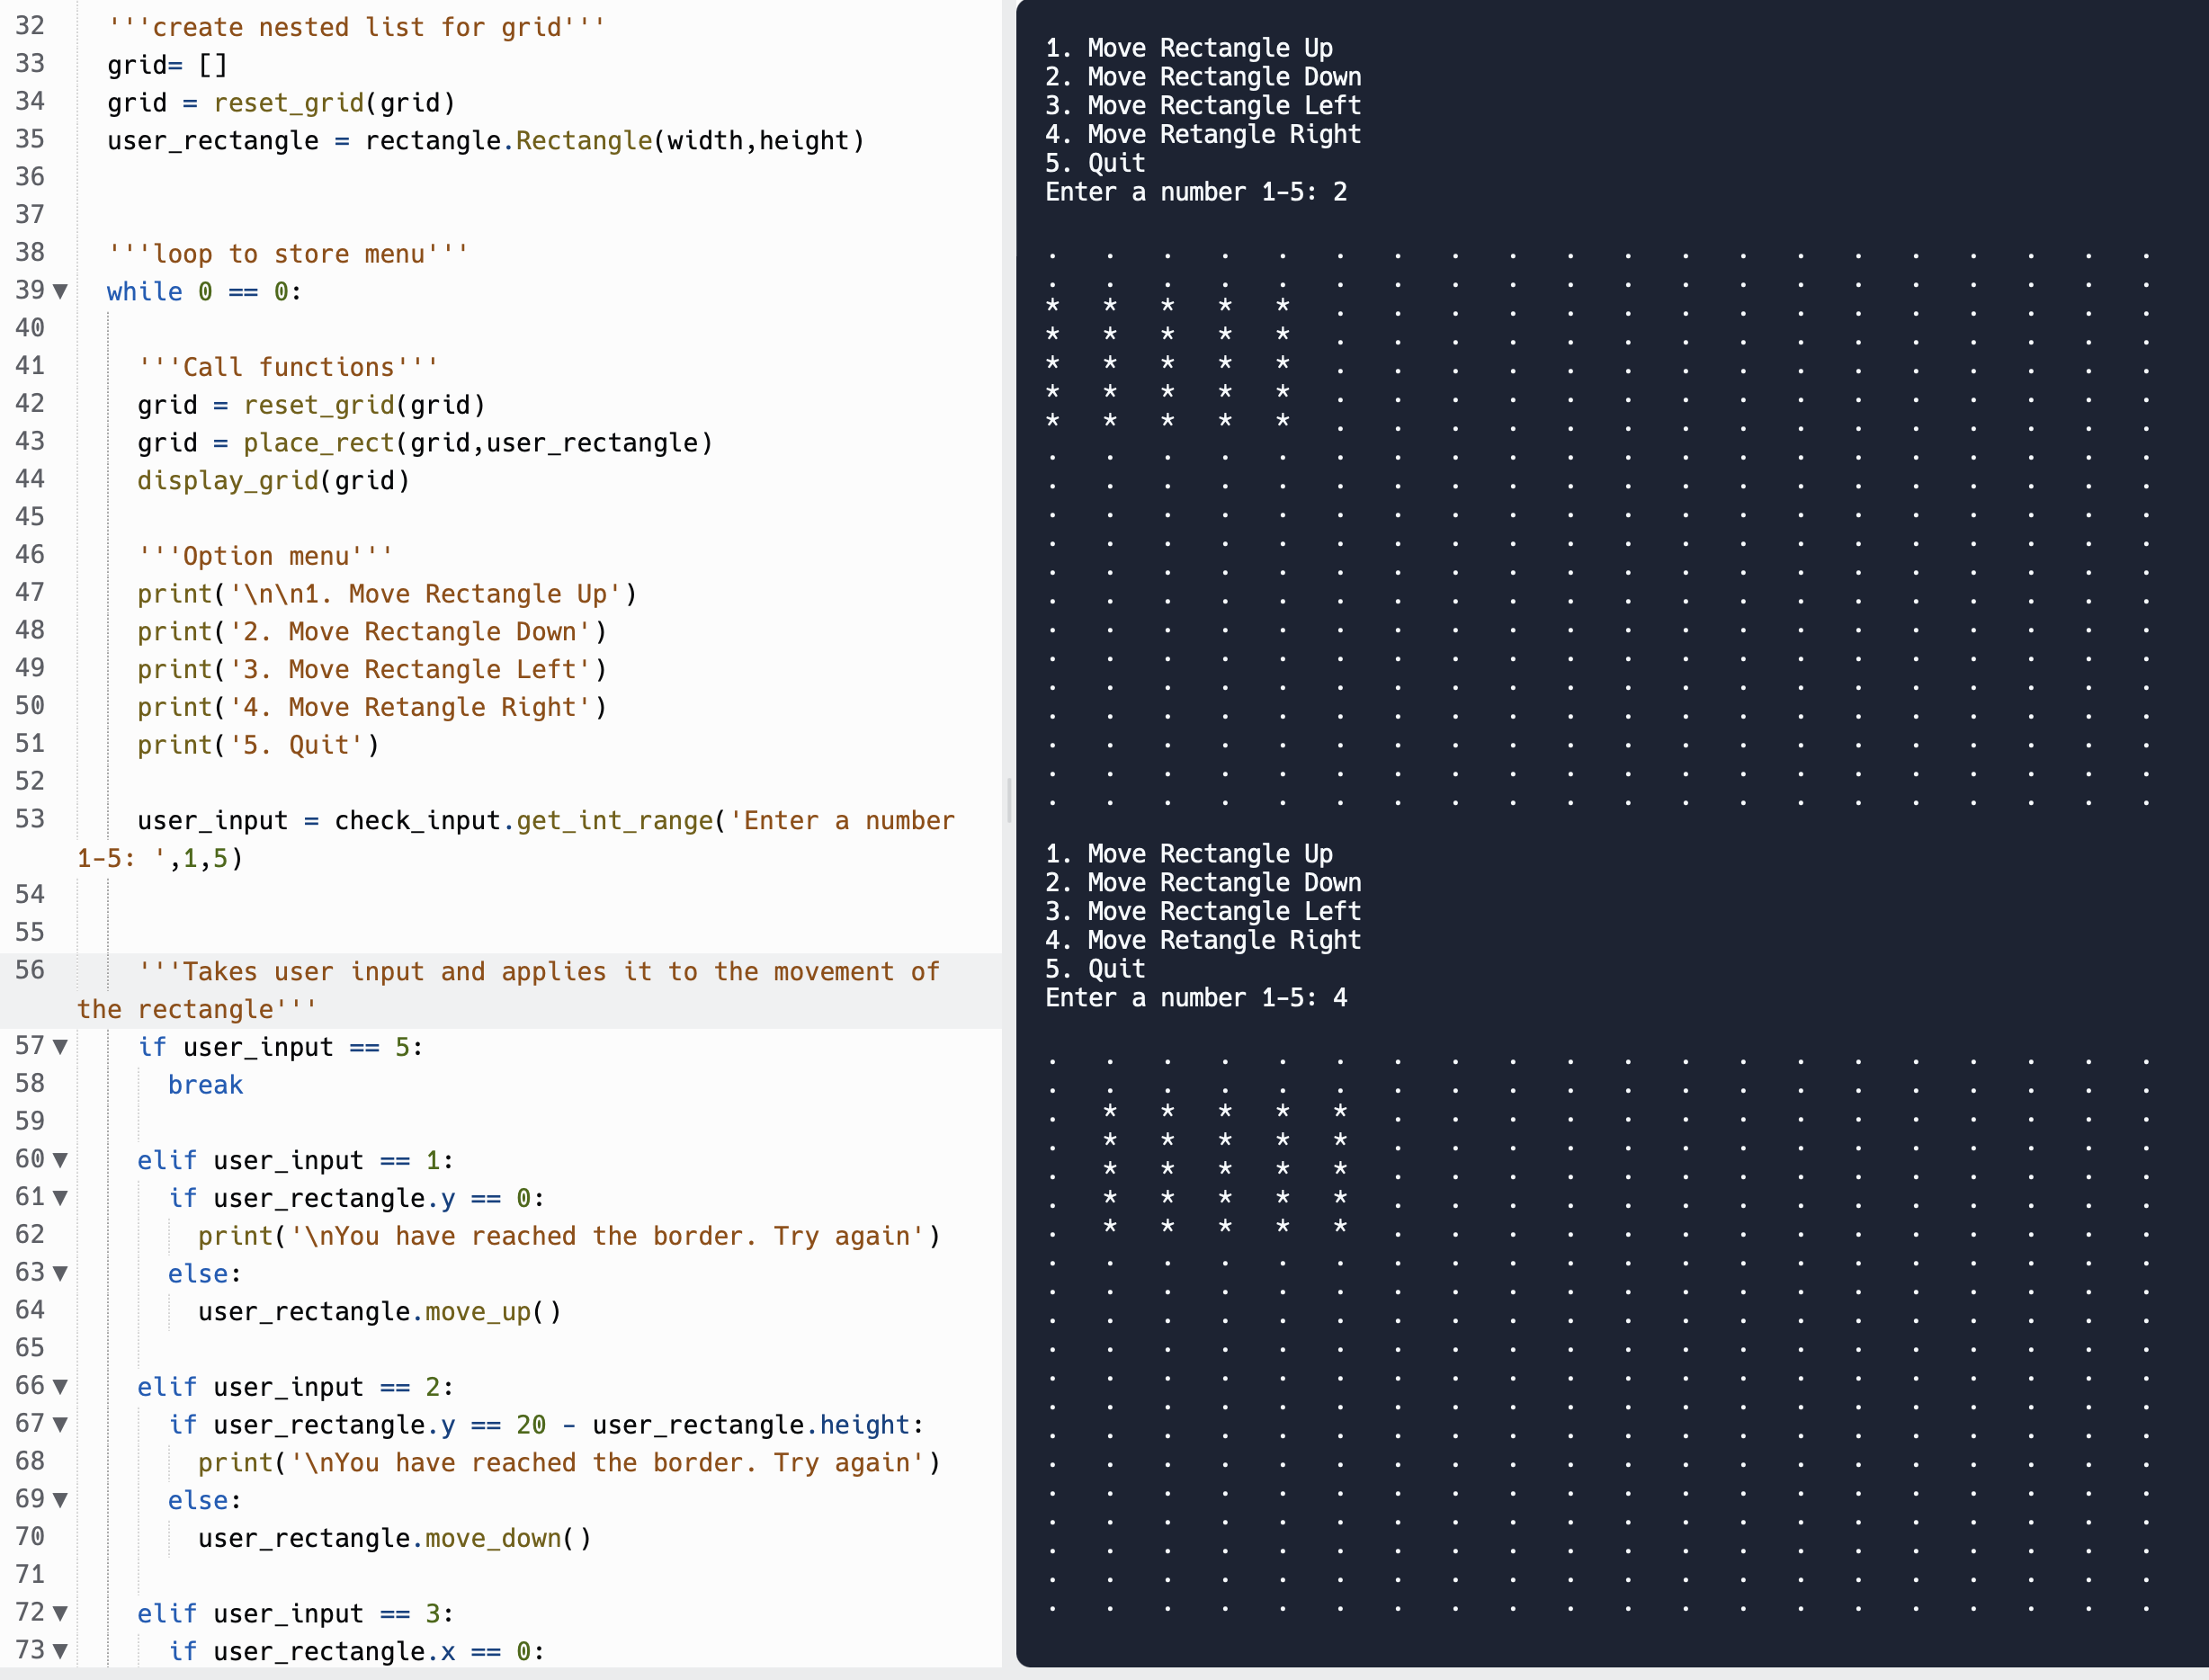 32 '''create nested list for grid'''
33 grid= []
34 grid = reset_grid(grid)
35 user_rectangle = rectangle.Rectangle(width,height)
36
37
38 '''loop to store menu'''
39 ▼ while 0 == 0:
40
41 '''Call functions'''
42 grid = reset_grid(grid)
43 grid = place_rect(grid,user_rectangle)
44 display_grid(grid)
45
46 '''Option menu'''
47 print('\n\n1. Move Rectangle Up')
48 print('2. Move Rectangle Down')
49 print('3. Move Rectangle Left')
50 print('4. Move Retangle Right')
51 print('5. Quit')
52
53 user_input = check_input.get_int_range('Enter a number
1-5: ',1,5)
54
55
56 '''Takes user input and applies it to the movement of
the rectangle'''
57 ▼ if user_input == 5:
58 break
59
60 ▼ elif user_input == 1:
61 ▼ if user_rectangle.y == 0:
62 print('\nYou have reached the border. Try again')
63 ▼ else:
64 user_rectangle.move_up()
65
66 ▼ elif user_input == 2:
67 ▼ if user_rectangle.y == 20 - user_rectangle.height:
68 print('\nYou have reached the border. Try again')
69 ▼ else:
70 user_rectangle.move_down()
71
72 ▼ elif user_input == 3:
73 ▼ if user_rectangle.x == 0:
1. Move Rectangle Up
2. Move Rectangle Down
3. Move Rectangle Left
4. Move Retangle Right
5. Quit
Enter a number 1-5: 2
. . . . . . . . . . . . . . . . . . . .
. . . . . . . . . . . . . . . . . . . .
* * * * * . . . . . . . . . . . . . . .
* * * * * . . . . . . . . . . . . . . .
* * * * * . . . . . . . . . . . . . . .
* * * * * . . . . . . . . . . . . . . .
* * * * * . . . . . . . . . . . . . . .
. . . . . . . . . . . . . . . . . . . .
. . . . . . . . . . . . . . . . . . . .
. . . . . . . . . . . . . . . . . . . .
. . . . . . . . . . . . . . . . . . . .
. . . . . . . . . . . . . . . . . . . .
. . . . . . . . . . . . . . . . . . . .
. . . . . . . . . . . . . . . . . . . .
. . . . . . . . . . . . . . . . . . . .
. . . . . . . . . . . . . . . . . . . .
. . . . . . . . . . . . . . . . . . . .
. . . . . . . . . . . . . . . . . . . .
. . . . . . . . . . . . . . . . . . . .
. . . . . . . . . . . . . . . . . . . .
1. Move Rectangle Up
2. Move Rectangle Down
3. Move Rectangle Left
4. Move Retangle Right
5. Quit
Enter a number 1-5: 4
. . . . . . . . . . . . . . . . . . . .
. . . . . . . . . . . . . . . . . . . .
. * * * * * . . . . . . . . . . . . . .
. * * * * * . . . . . . . . . . . . . .
. * * * * * . . . . . . . . . . . . . .
. * * * * * . . . . . . . . . . . . . .
. * * * * * . . . . . . . . . . . . . .
. . . . . . . . . . . . . . . . . . . .
. . . . . . . . . . . . . . . . . . . .
. . . . . . . . . . . . . . . . . . . .
. . . . . . . . . . . . . . . . . . . .
. . . . . . . . . . . . . . . . . . . .
. . . . . . . . . . . . . . . . . . . .
. . . . . . . . . . . . . . . . . . . .
. . . . . . . . . . . . . . . . . . . .
. . . . . . . . . . . . . . . . . . . .
. . . . . . . . . . . . . . . . . . . .
. . . . . . . . . . . . . . . . . . . .
. . . . . . . . . . . . . . . . . . . .
. . . . . . . . . . . . . . . . . . . .